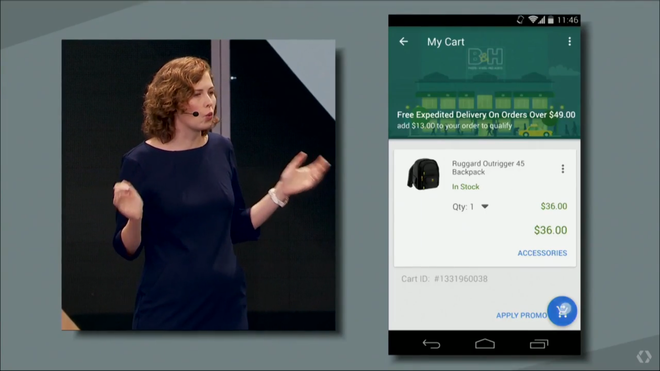 11:46
My Cart
B&H
Free Expedited Delivery On Orders Over $49.00
add $13.00 to your order to qualify
Ruggard Outrigger 45
Backpack
In Stock
Qty: 1
$36.00
$36.00
ACCESSORIES
Cart ID: #1331960038
APPLY PROMO